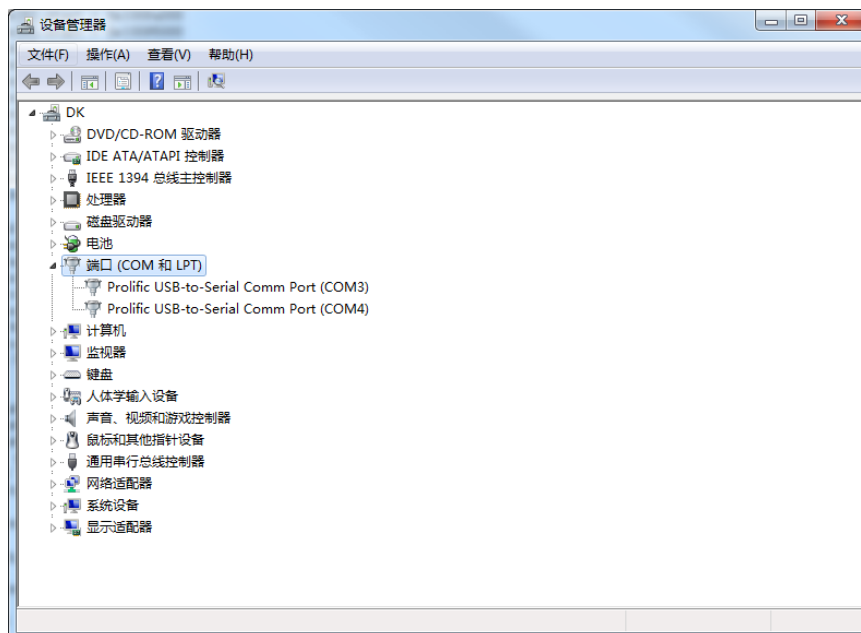 设备管理器
文件(F) 操作(A) 查看(V) 帮助(H)
DK
DVD/CD-ROM 驱动器
IDE ATA/ATAPI 控制器
IEEE 1394 总线主控制器
处理器
磁盘驱动器
电池
端口 (COM 和 LPT)
Prolific USB-to-Serial Comm Port (COM3)
Prolific USB-to-Serial Comm Port (COM4)
计算机
监视器
键盘
人体学输入设备
声音、视频和游戏控制器
鼠标和其他指针设备
通用串行总线控制器
网络适配器
系统设备
显示适配器